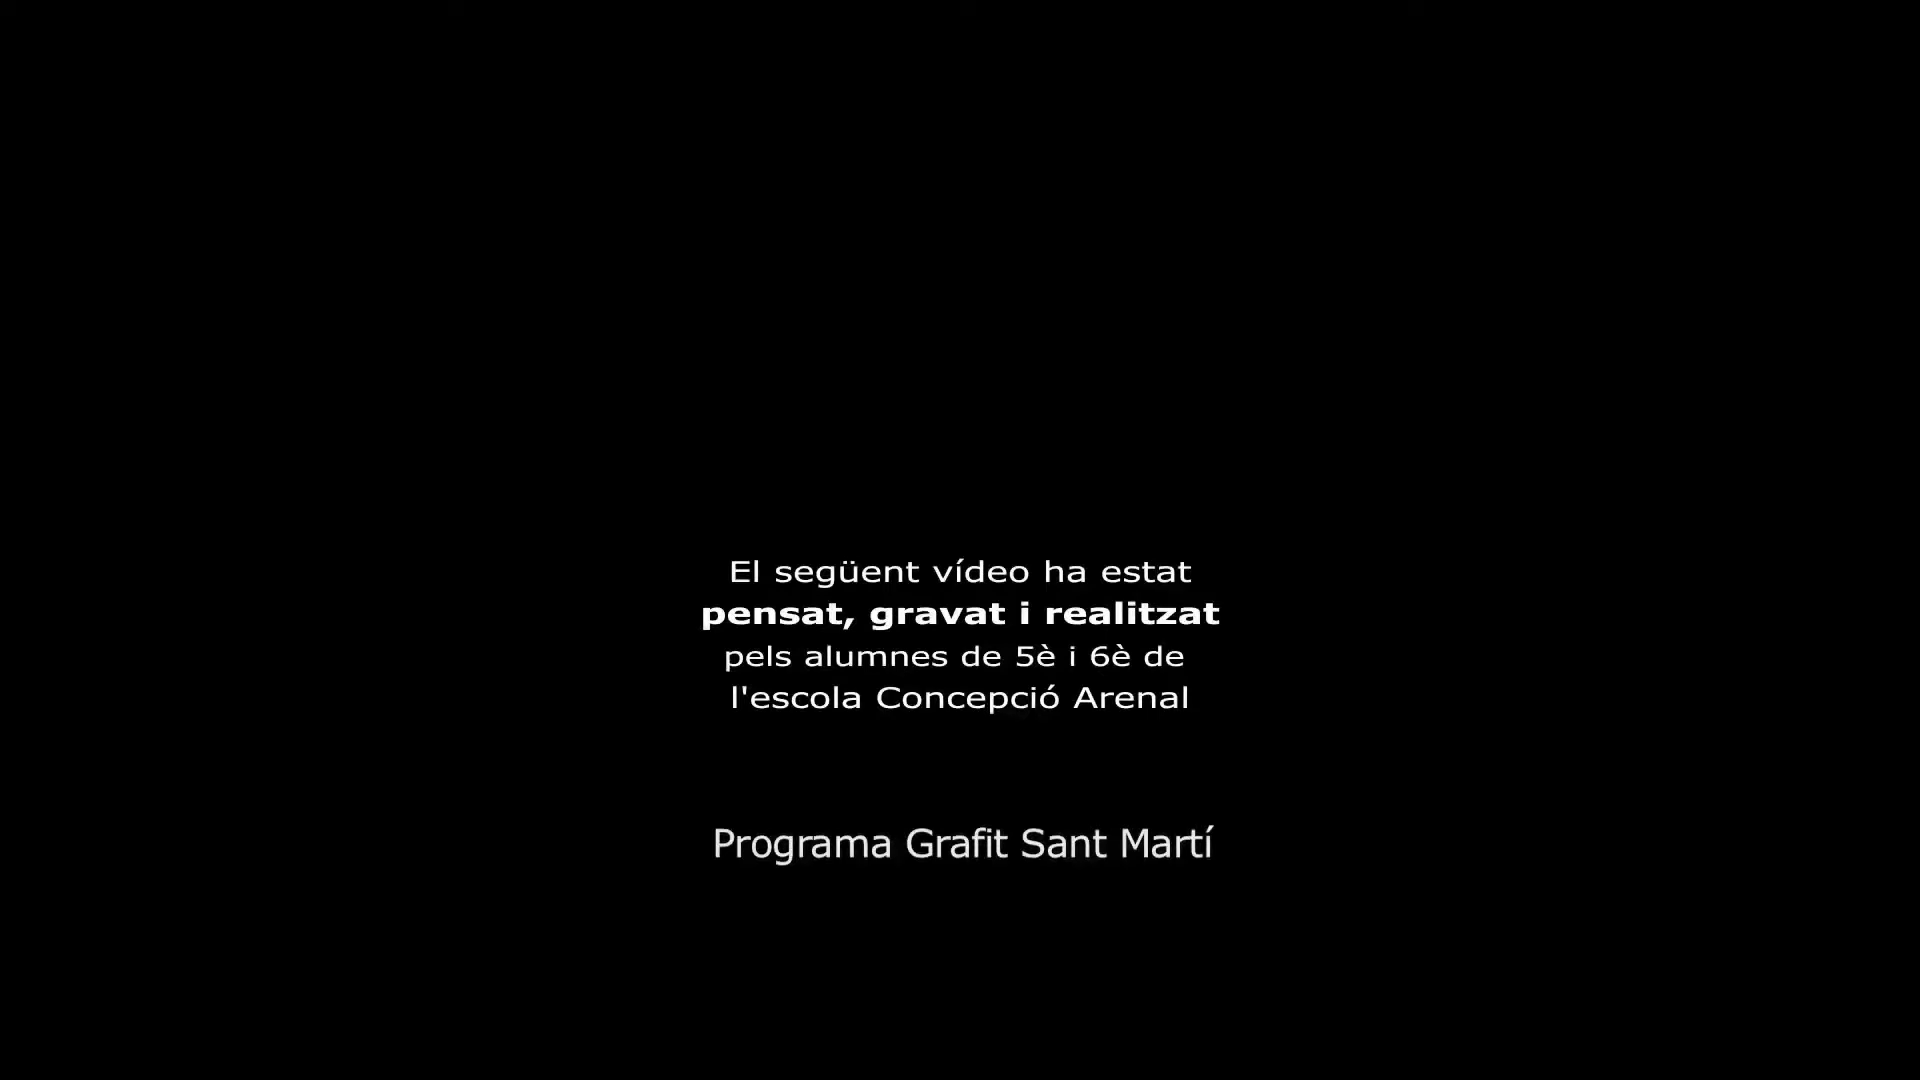 El següent vídeo ha estat
pensat, gravat i realitzat
pels alumnes de 5è i 6è de
l'escola Concepció Arenal
Programa Grafit Sant Martí